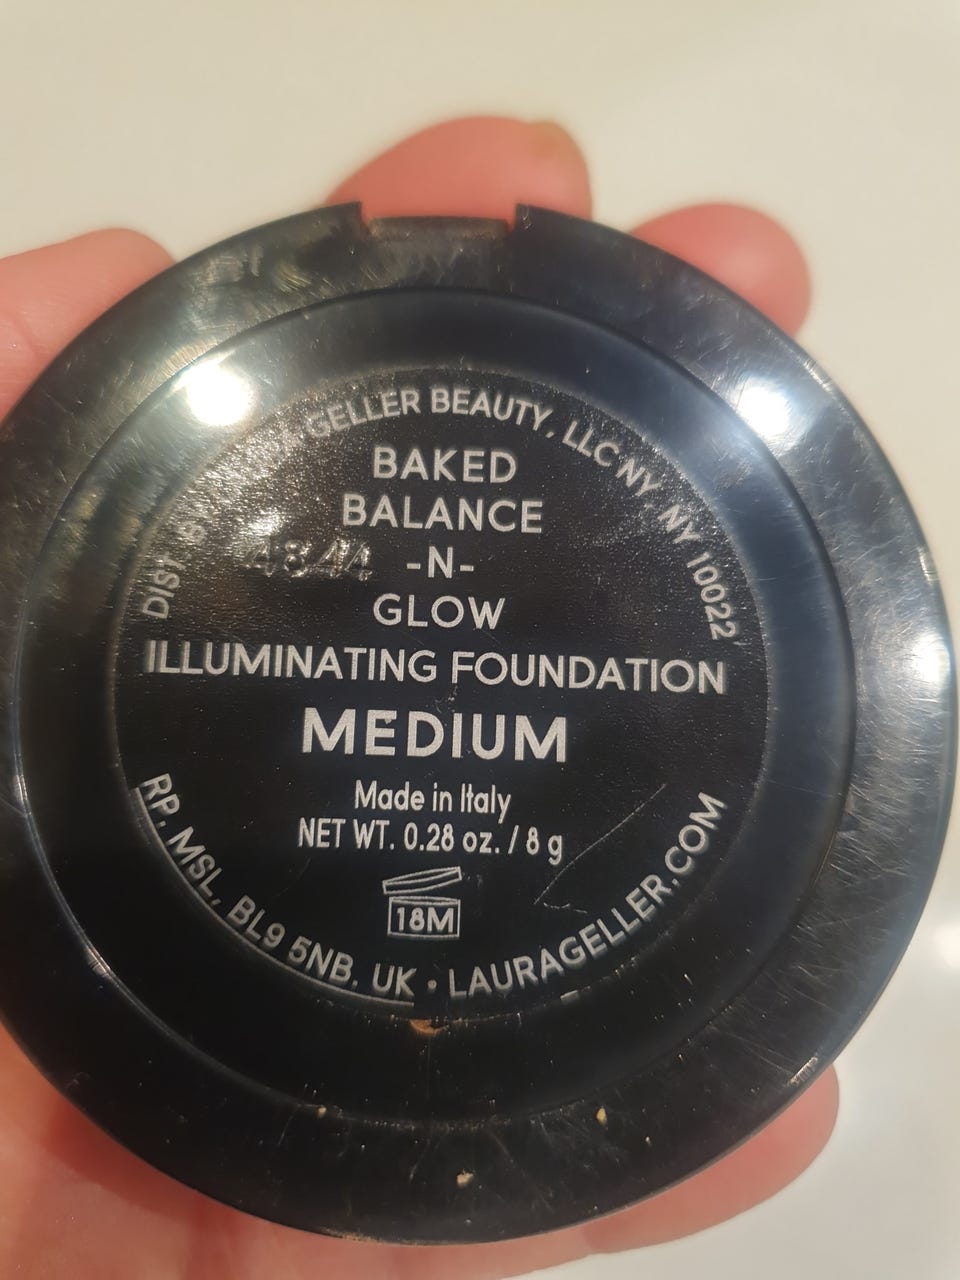 DIST. BY GELLER BEAUTY, LLC NY, NY 10022
BAKED
BALANCE
-N-
GLOW
4844
ILLUMINATING FOUNDATION
MEDIUM
Made in Italy
NET WT. 0.28 oz. / 8 g
18M
RP. MSL, BL9 5NB. UK • LAURAGELLER.COM